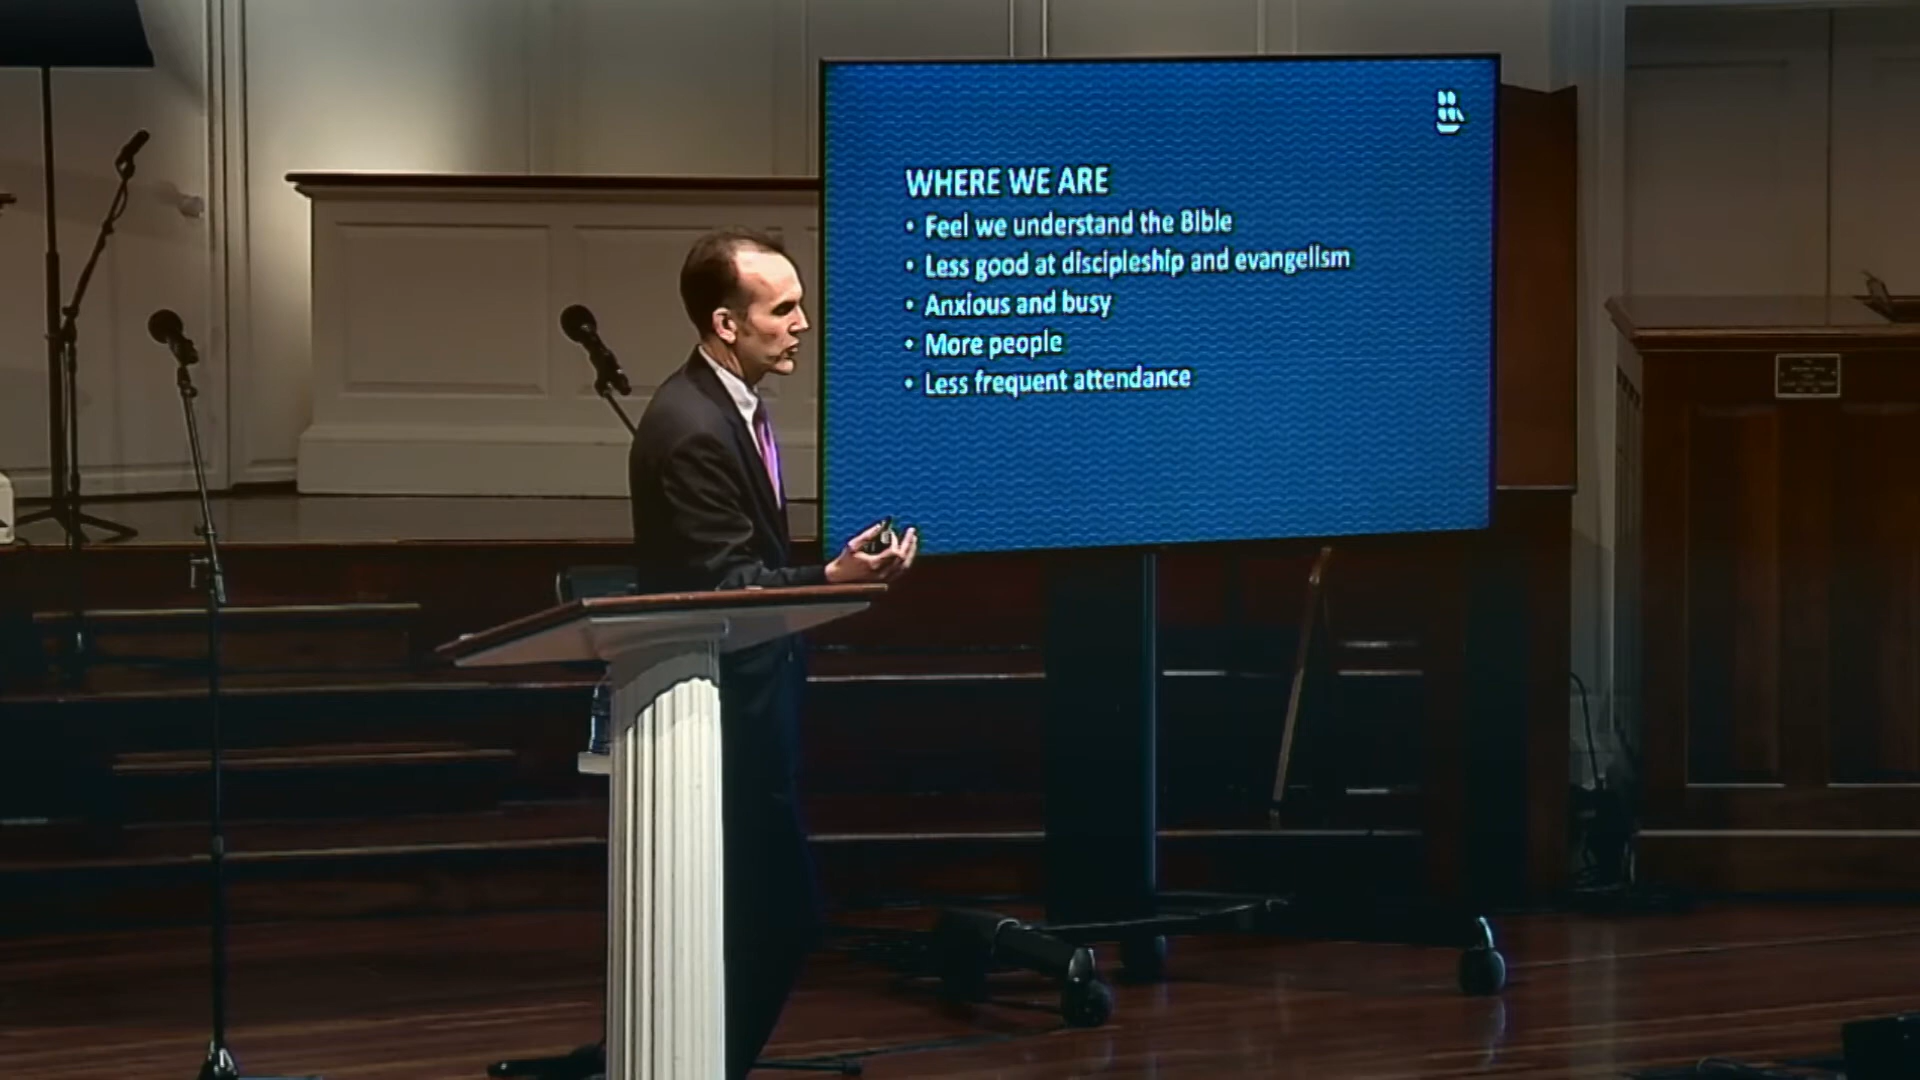 WHERE WE ARE
• Feel we understand the Bible
• Less good at discipleship and evangelism
• Anxious and busy
• More people
• Less frequent attendance